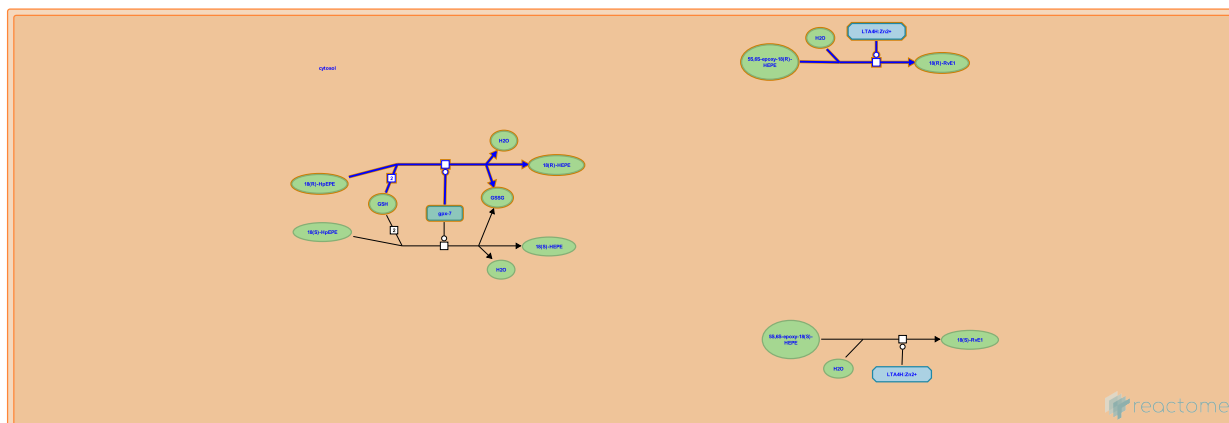 cytosol
H2O
LTA4H:Zn2+
5S,6S-epoxy-18(R)-
HEPE
18(R)-RvE1
H2O
18(R)-HEPE
2
18(R)-HpEPE
GSH
GSSG
gpx-7
18(S)-HpEPE
2
18(S)-HEPE
H2O
5S,6S-epoxy-18(S)-
HEPE
18(S)-RvE1
H2O
LTA4H:Zn2+
reactome